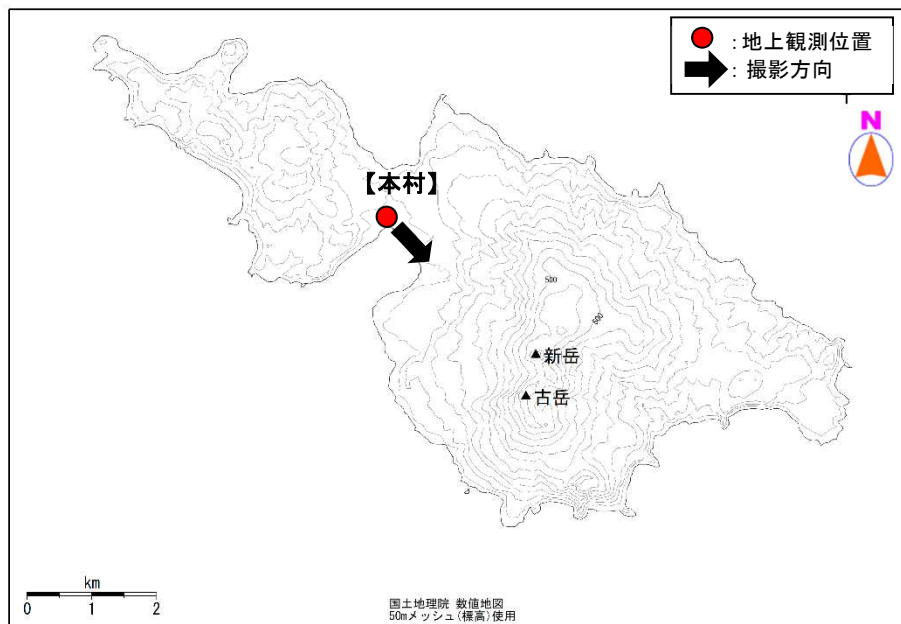 ：地上観測位置
：撮影方向
N
【本村】
500
500
▲新岳
▲古岳
km
0 1 2
国土地理院 数値地図
50mメッシュ(標高)使用